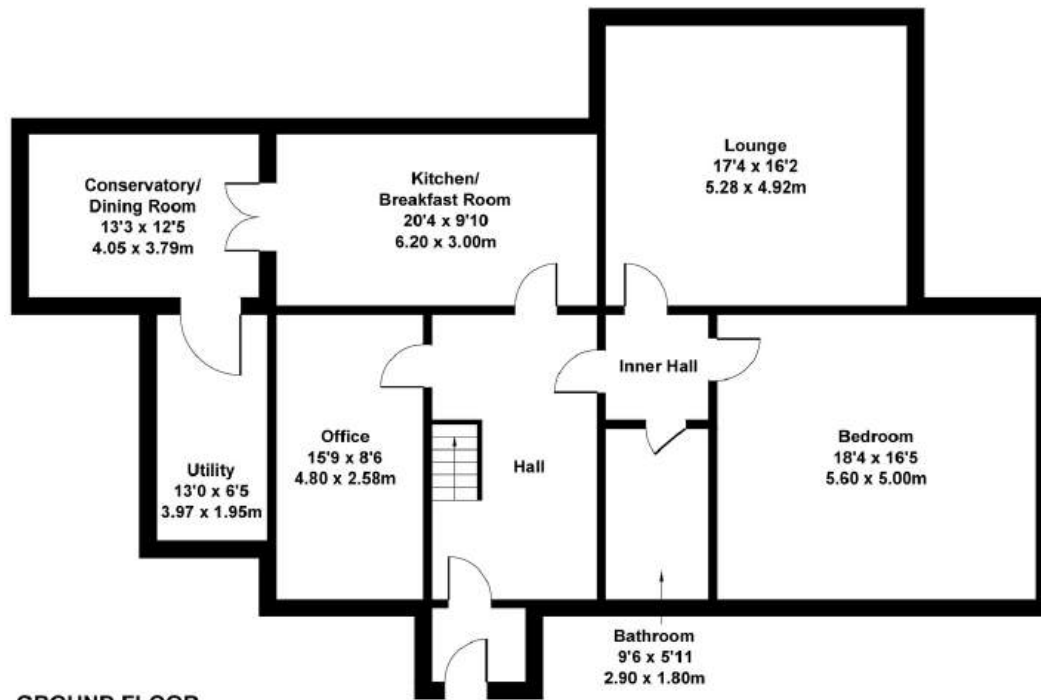 Lounge
17'4 x 16'2
5.28 x 4.92m
Conservatory/
Dining Room
13'3 x 12'5
4.05 x 3.79m
Kitchen/
Breakfast Room
20'4 x 9'10
6.20 x 3.00m
Inner Hall
Office
15'9 x 8'6
4.80 x 2.58m
Hall
Bedroom
18'4 x 16'5
5.60 x 5.00m
Utility
13'0 x 6'5
3.97 x 1.95m
Bathroom
9'6 x 5'11
2.90 x 1.80m
GROUND FLOOR